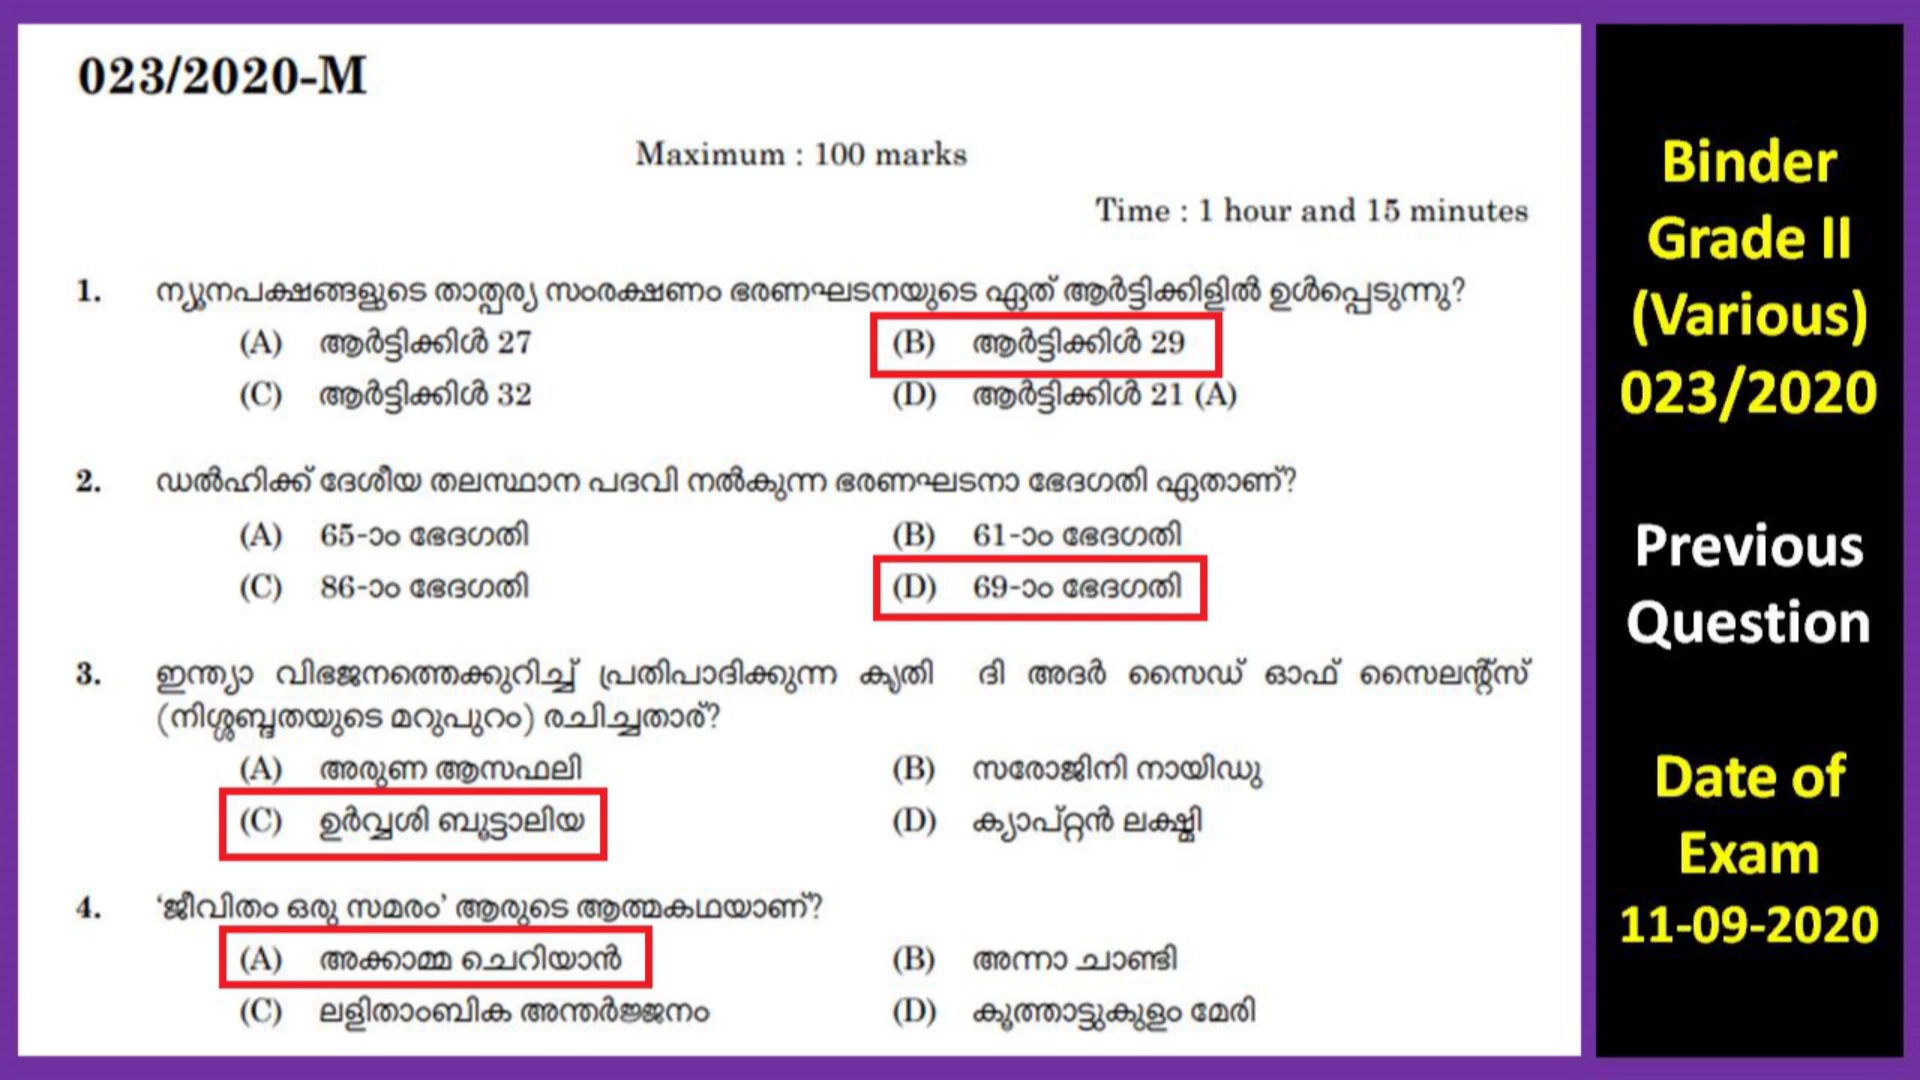 023/2020-M
Maximum : 100 marks
Time : 1 hour and 15 minutes
1. ന്യൂനപക്ഷങ്ങളുടെ താത്പര്യ സംരക്ഷണം ഭരണഘടനയുടെ ഏത് ആർട്ടിക്കിളിൽ ഉൾപ്പെടുന്നു?
(A) ആർട്ടിക്കിൾ 27 (B) ആർട്ടിക്കിൾ 29
(C) ആർട്ടിക്കിൾ 32 (D) ആർട്ടിക്കിൾ 21 (A)
2. ഡൽഹിക്ക് ദേശീയ തലസ്ഥാന പദവി നൽകുന്ന ഭരണഘടനാ ഭേദഗതി ഏതാണ്?
(A) 65-ാം ഭേദഗതി (B) 61-ാം ഭേദഗതി
(C) 86-ാം ഭേദഗതി (D) 69-ാം ഭേദഗതി
3. ഇന്ത്യാ വിഭജനത്തെക്കുറിച്ച് പ്രതിപാദിക്കുന്ന കൃതി ദി അദർ സൈഡ് ഓഫ് സൈലന്റ്സ്
(നിശ്ശബ്ദതയുടെ മറുപുറം) രചിച്ചതാര്?
(A) അരുണ ആസഫലി (B) സരോജിനി നായിഡു
(C) ഉർവ്വശി ബൂട്ടാലിയ (D) ക്യാപ്റ്റൻ ലക്ഷ്മി
4. 'ജീവിതം ഒരു സമരം' ആരുടെ ആത്മകഥയാണ്?
(A) അക്കാമ്മ ചെറിയാൻ (B) അന്നാ ചാണ്ടി
(C) ലളിതാംബിക അന്തർജ്ജനം (D) കൂത്താട്ടുകുളം മേരി
Binder
Grade II
(Various)
023/2020
Previous
Question
Date of
Exam
11-09-2020